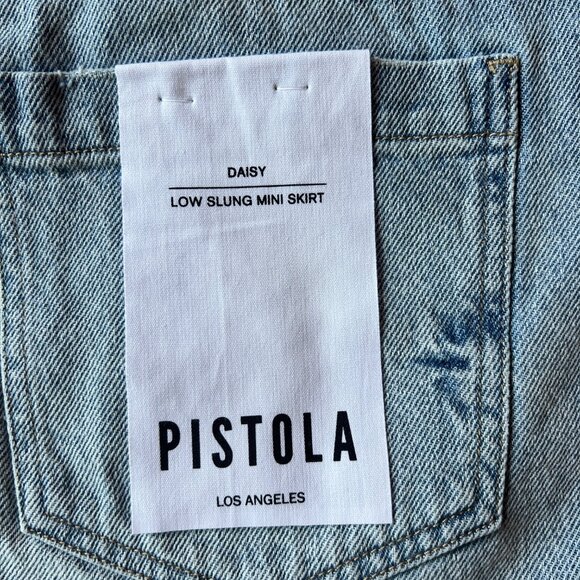 DAISY
LOW SLUNG MINI SKIRT
PISTOLA
LOS ANGELES